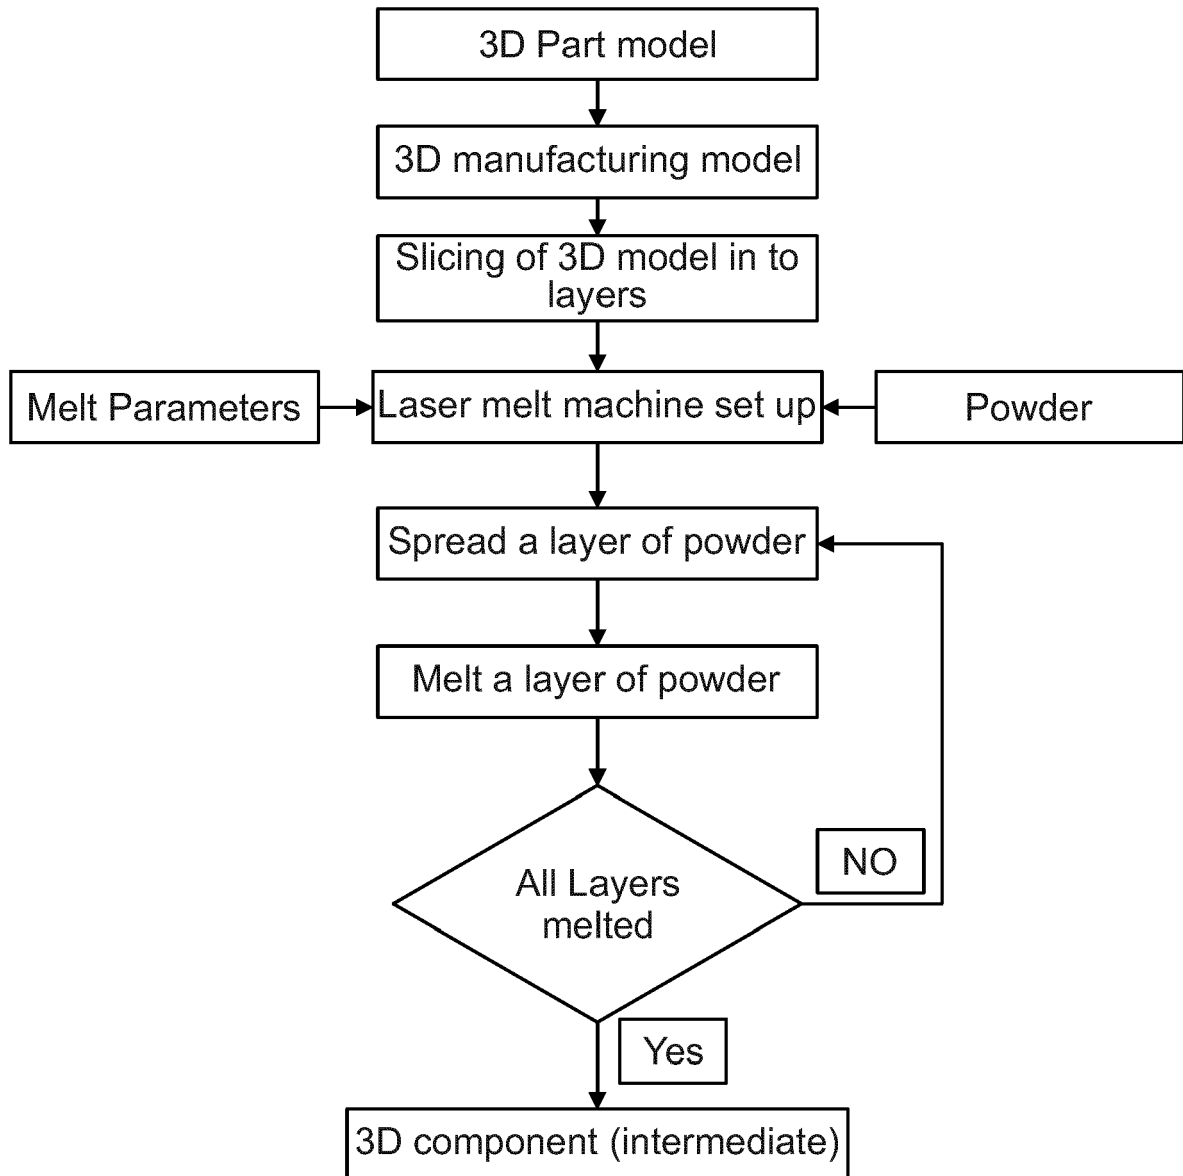 3D Part model
3D manufacturing model
Slicing of 3D model in to
layers
Melt Parameters
Laser melt machine set up
Powder
Spread a layer of powder
Melt a layer of powder
All Layers
melted
NO
Yes
3D component (intermediate)